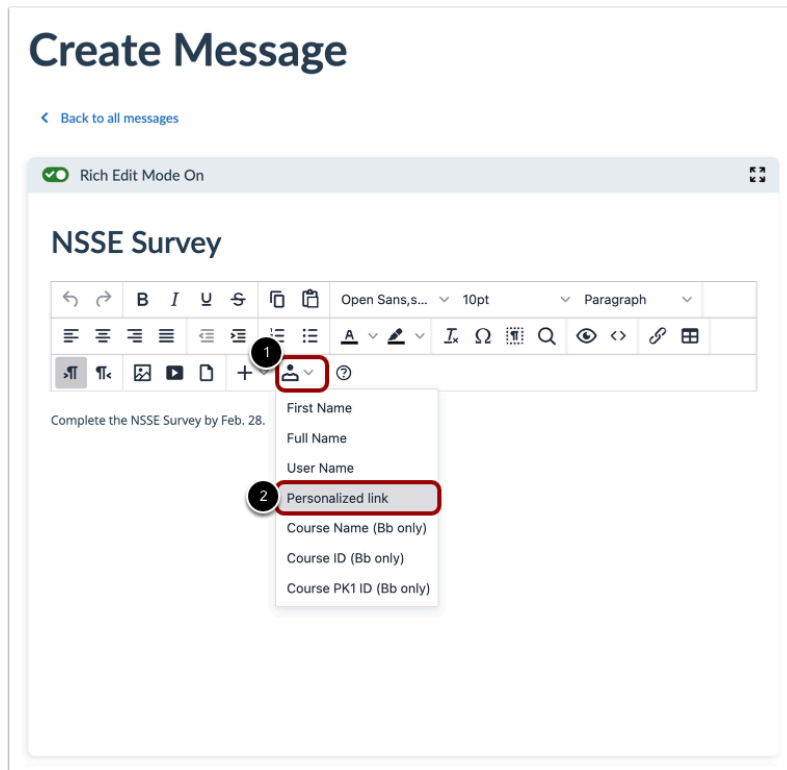 Create Message
Back to all messages
Rich Edit Mode On
NSSE Survey
B I U S Open Sans,s... 10pt Paragraph
1
Complete the NSSE Survey by Feb. 28.
First Name
Full Name
User Name
2 Personalized link
Course Name (Bb only)
Course ID (Bb only)
Course PK1 ID (Bb only)